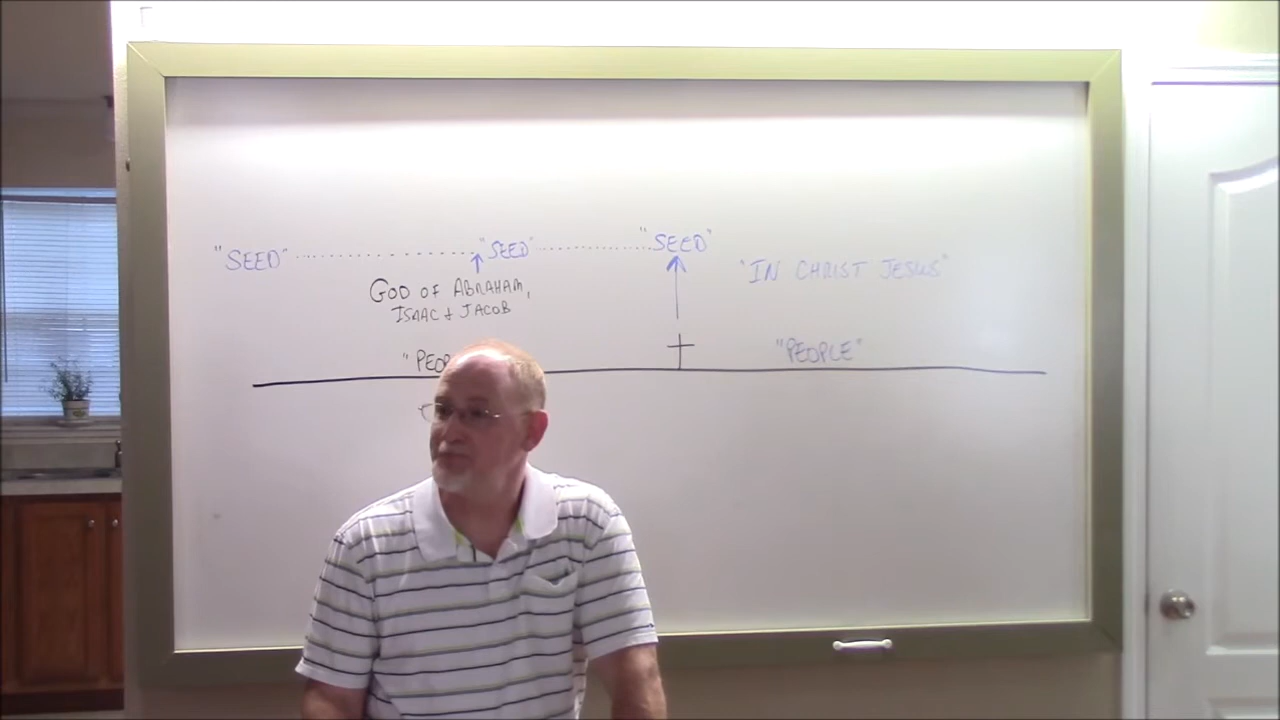 "SEED" "SEED" "SEED"
"IN CHRIST JESUS"
GOD OF ABRAHAM,
ISAAC + JACOB
"PEOPLE"